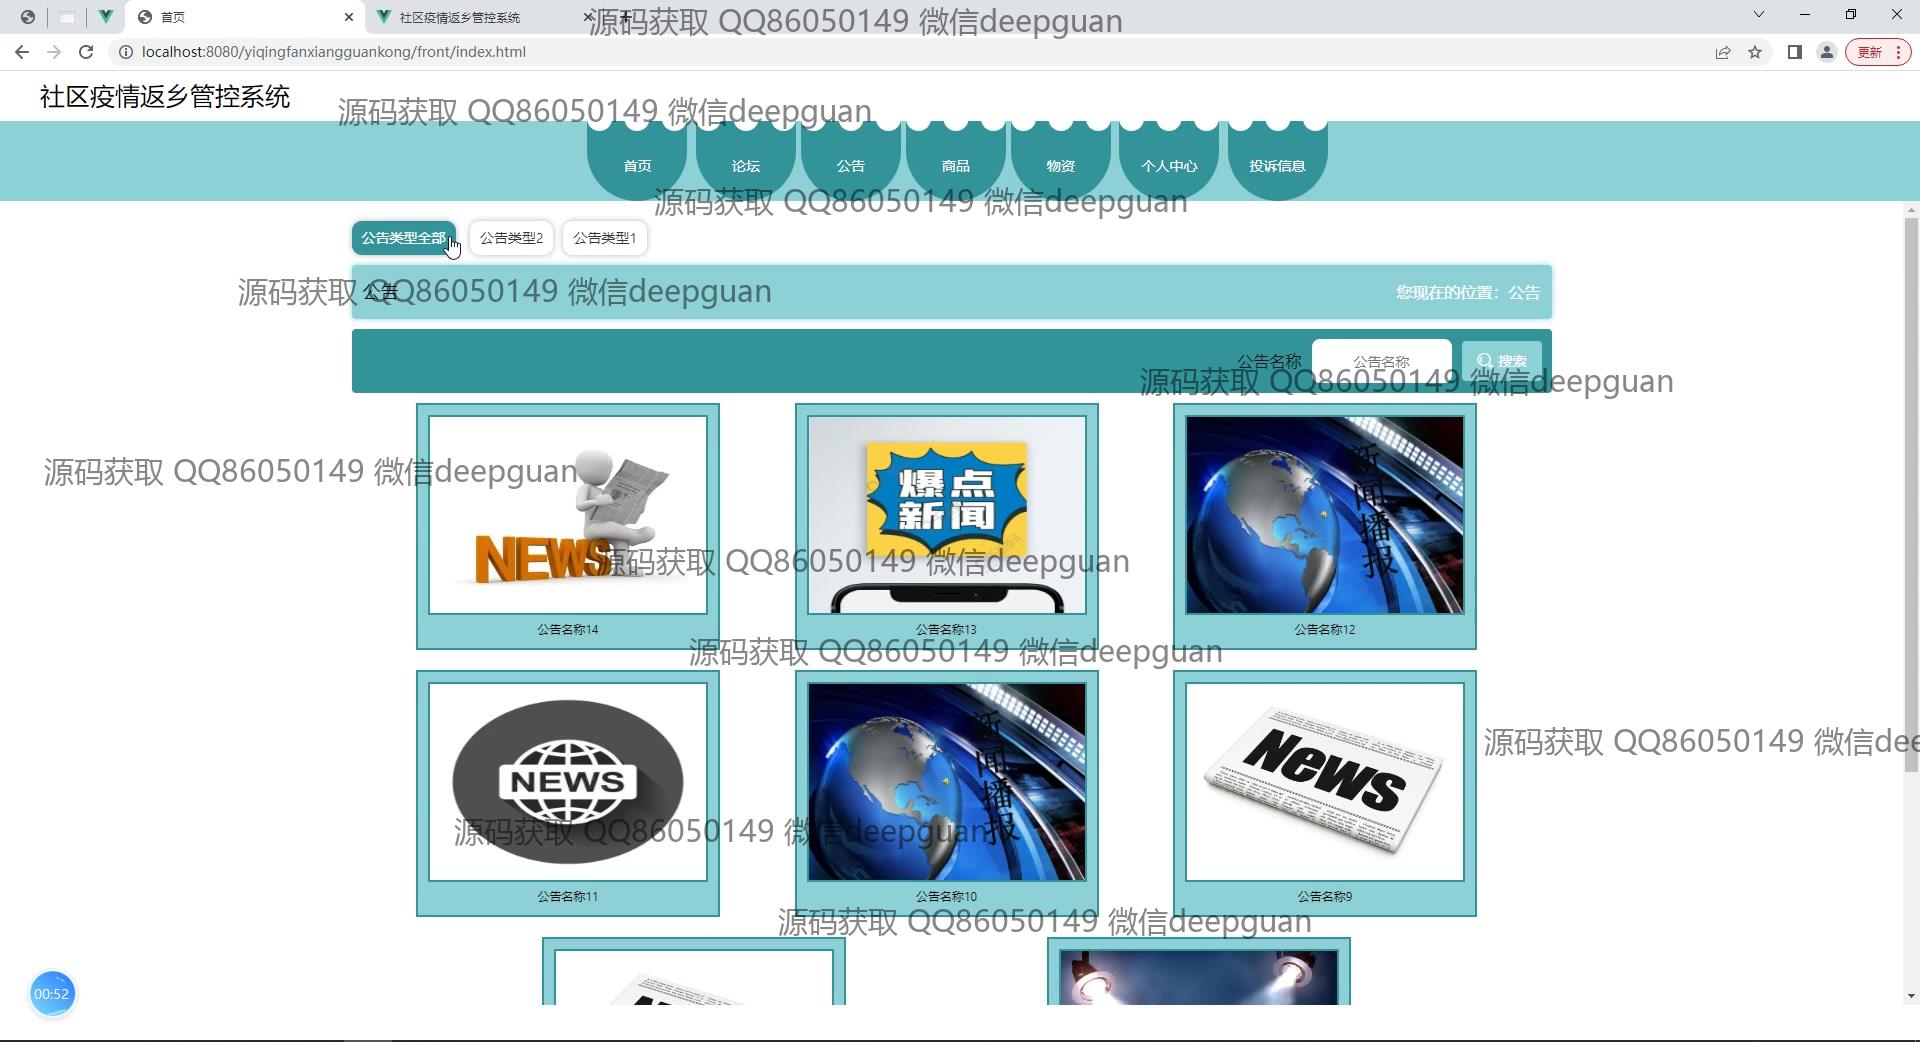 首页
社区疫情返乡管控系统
源码获取 QQ86050149 微信deepguan
localhost:8080/yiqingfanxiangguankong/front/index.html
更新
社区疫情返乡管控系统
源码获取 QQ86050149 微信deepguan
首页
论坛
公告
商品
物资
个人中心
投诉信息
源码获取 QQ86050149 微信deepguan
公告类型全部
公告类型2
公告类型1
源码获取 QQ86050149 微信deepguan
公告
您现在的位置：公告
公告名称
公告名称
搜索
源码获取 QQ86050149 微信deepguan
源码获取 QQ86050149 微信deepguan
NEWS
爆点
新闻
新闻播报
源码获取 QQ86050149 微信deepguan
公告名称14
公告名称13
公告名称12
源码获取 QQ86050149 微信deepguan
NEWS
新闻播报
News
源码获取 QQ86050149 微信dee
源码获取 QQ86050149 微信deepguan
公告名称11
公告名称10
公告名称9
源码获取 QQ86050149 微信deepguan
00:52